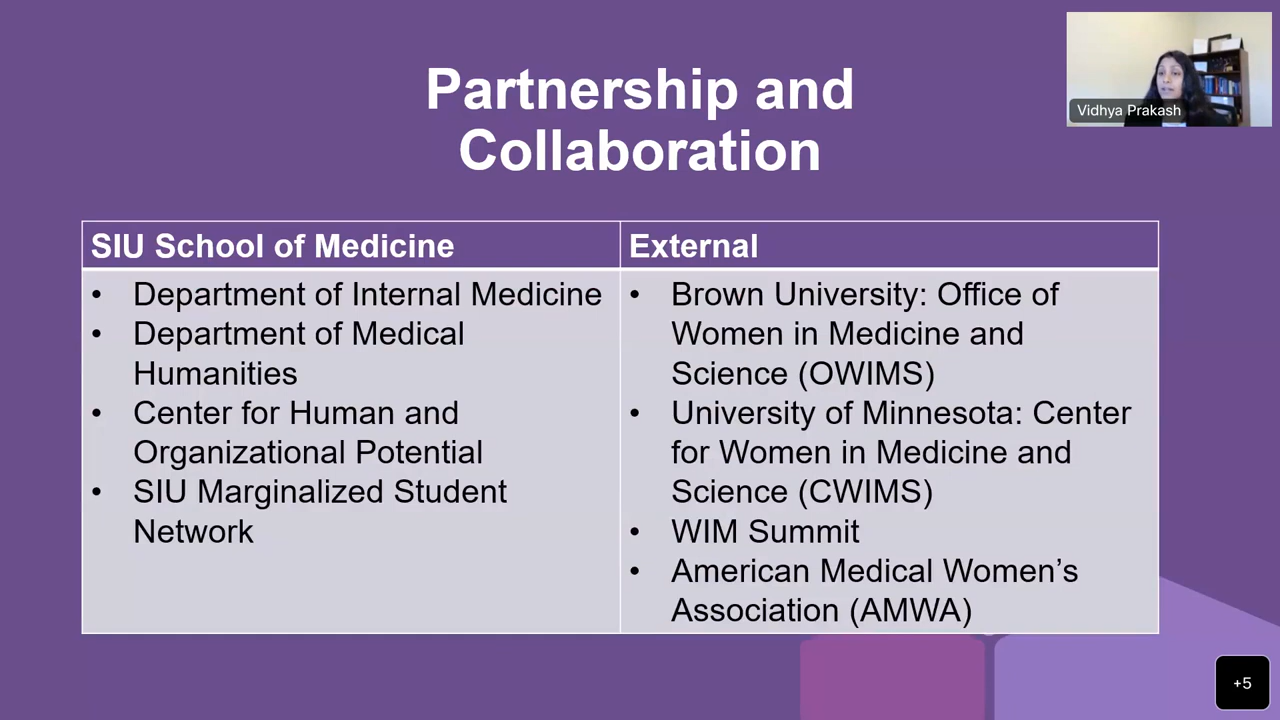 Partnership and
Collaboration
Vidhya Prakash
SIU School of Medicine
• Department of Internal Medicine
• Department of Medical
Humanities
• Center for Human and
Organizational Potential
• SIU Marginalized Student
Network
External
• Brown University: Office of
Women in Medicine and
Science (OWIMS)
• University of Minnesota: Center
for Women in Medicine and
Science (CWIMS)
• WIM Summit
• American Medical Women’s
Association (AMWA)
+5